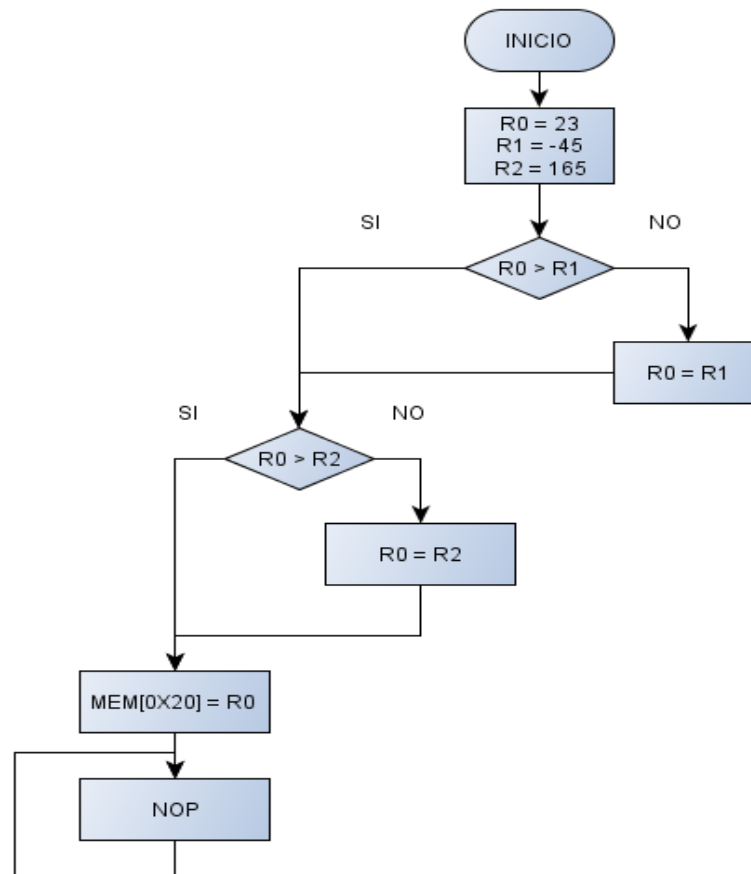 INICIO
R0 = 23
R1 = -45
R2 = 165
SI
NO
R0 > R1
R0 = R1
SI
NO
R0 > R2
R0 = R2
MEM[0X20] = R0
NOP